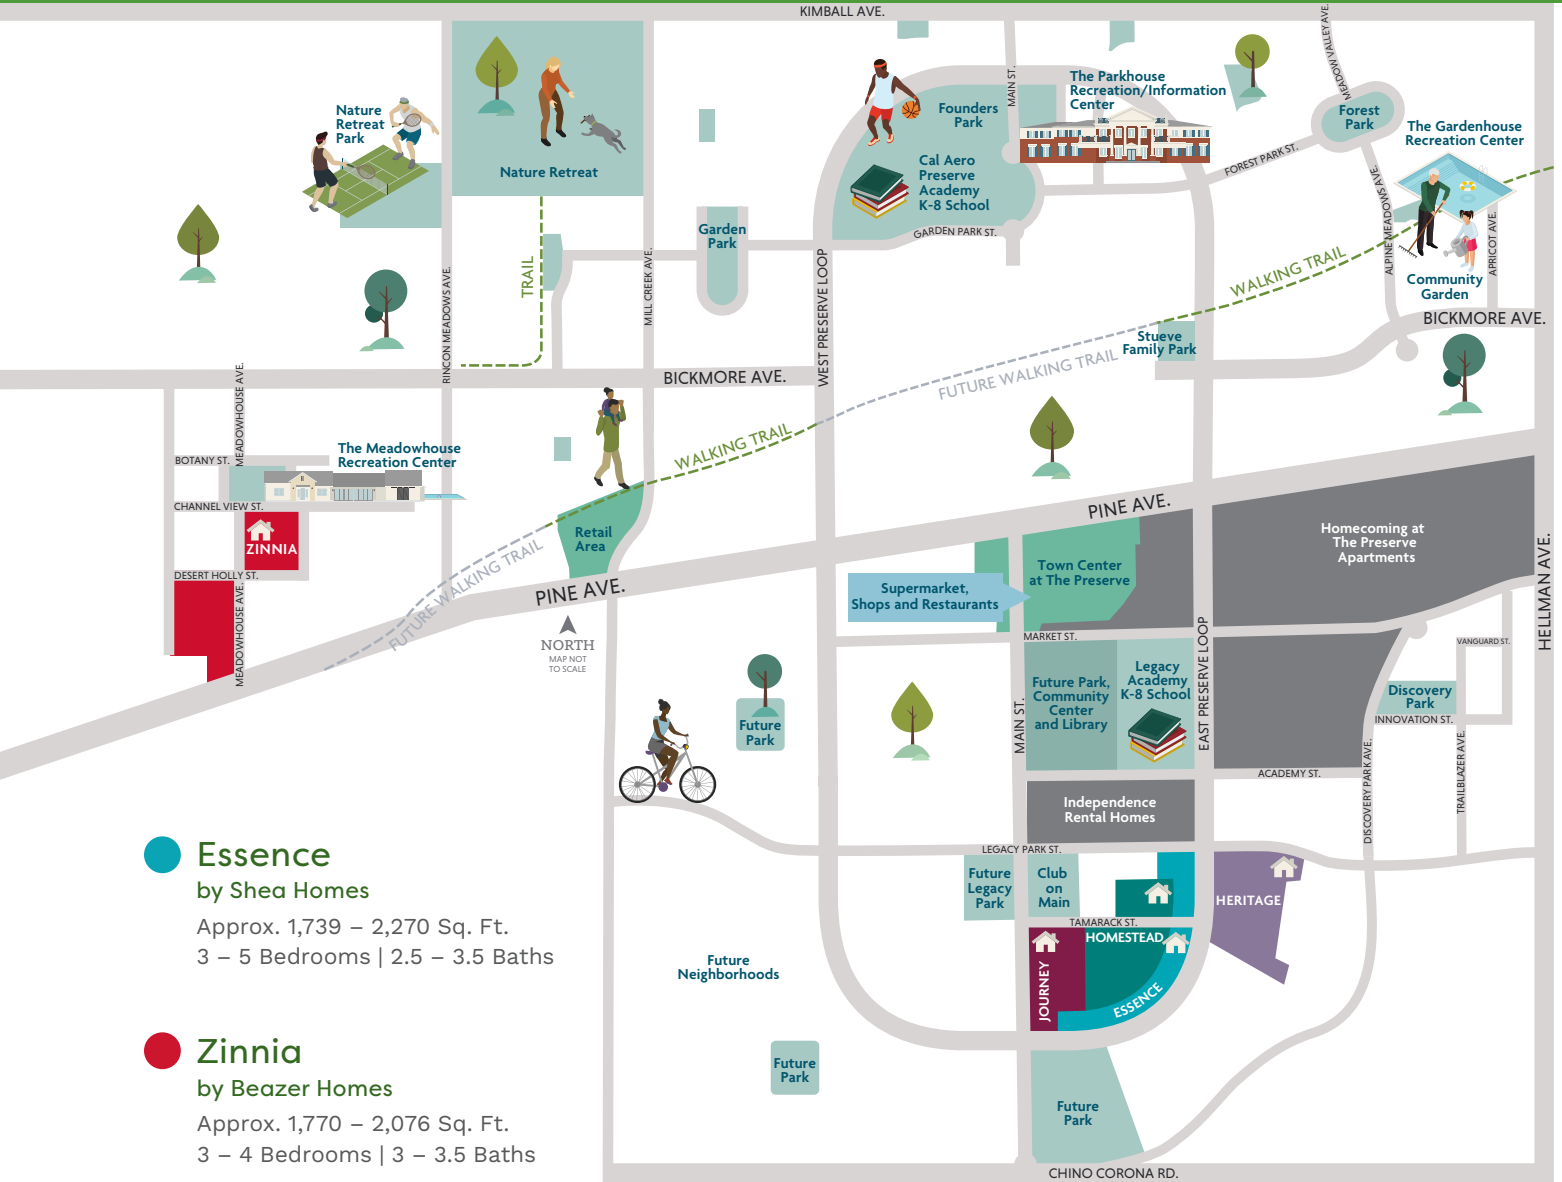 KIMBALL AVE.
MEADOW VALLEY AVE.
MAIN ST.
The Parkhouse
Recreation/Information
Center
Nature
Retreat
Park
Founders
Park
Forest
Park
The Gardenhouse
Recreation Center
Nature Retreat
Cal Aero
Preserve
Academy
K-8 School
FOREST PARK ST.
ALPINE MEADOWS AVE.
APRICOT AVE.
Garden
Park
GARDEN PARK ST.
TRAIL
MILL CREEK AVE.
RINCON MEADOWS AVE.
WEST PRESERVE LOOP
WALKING TRAIL
Community
Garden
BICKMORE AVE.
Stueve
Family Park
FUTURE WALKING TRAIL
BICKMORE AVE.
MEADOWHOUSE AVE.
WALKING TRAIL
The Meadowhouse
Recreation Center
BOTANY ST.
CHANNEL VIEW ST.
ZINNIA
DESERT HOLLY ST.
MEADOWHOUSE AVE.
FUTURE WALKING TRAIL
Retail
Area
PINE AVE.
PINE AVE.
Homecoming at
The Preserve
Apartments
HELLMAN AVE.
Town Center
at The Preserve
Supermarket,
Shops and Restaurants
NORTH
MAP NOT
TO SCALE
MARKET ST.
VANGUARD ST.
EAST PRESERVE LOOP
Future Park,
Community
Center
and Library
Legacy
Academy
K-8 School
MAIN ST.
Discovery
Park
INNOVATION ST.
Future
Park
ACADEMY ST.
DISCOVERY PARK AVE.
TRAILBLAZER AVE.
Independence
Rental Homes
LEGACY PARK ST.
Future
Legacy
Park
Club
on
Main
HERITAGE
TAMARACK ST.
HOMESTEAD
JOURNEY
ESSENCE
Future
Neighborhoods
Future
Park
Future
Park
CHINO CORONA RD.
Essence
by Shea Homes
Approx. 1,739 – 2,270 Sq. Ft.
3 – 5 Bedrooms | 2.5 – 3.5 Baths
Zinnia
by Beazer Homes
Approx. 1,770 – 2,076 Sq. Ft.
3 – 4 Bedrooms | 3 – 3.5 Baths